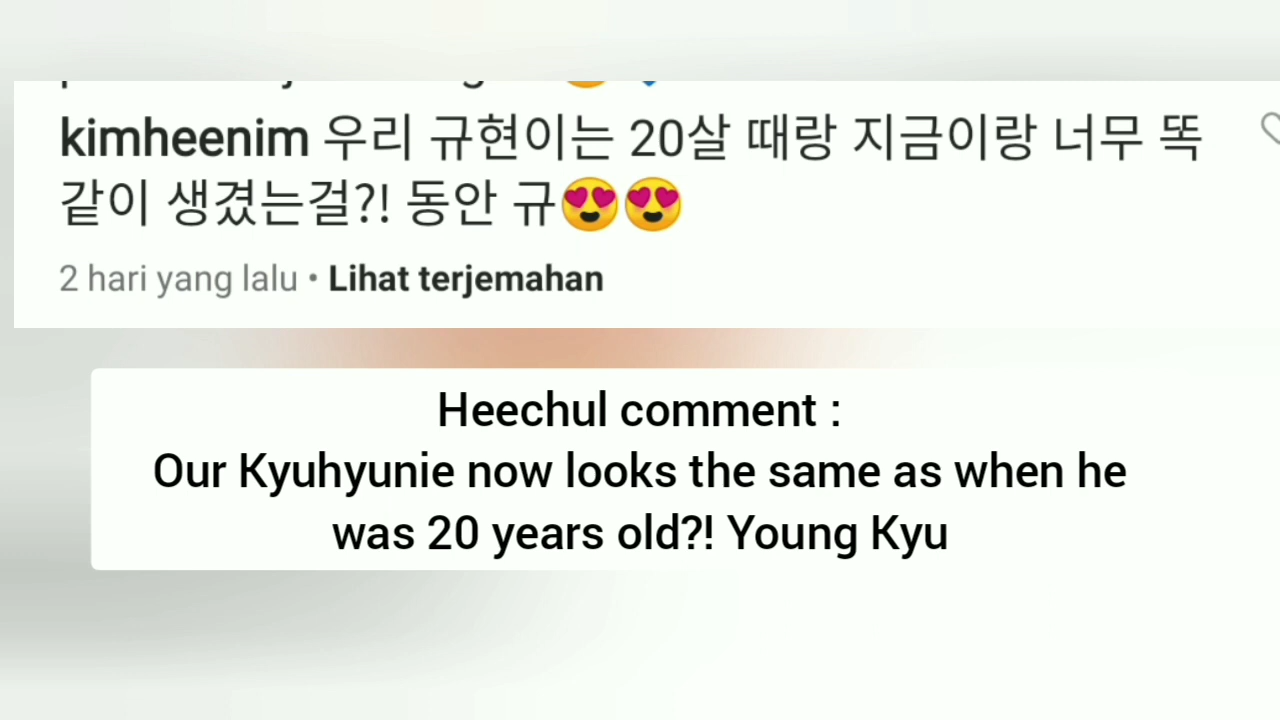 kimheenim 우리 규현이는 20살 때랑 지금이랑 너무 똑
같이 생겼는걸?! 동안 규😍😍
2 hari yang lalu • Lihat terjemahan
Heechul comment :
Our Kyuhyunie now looks the same as when he
was 20 years old?! Young Kyu